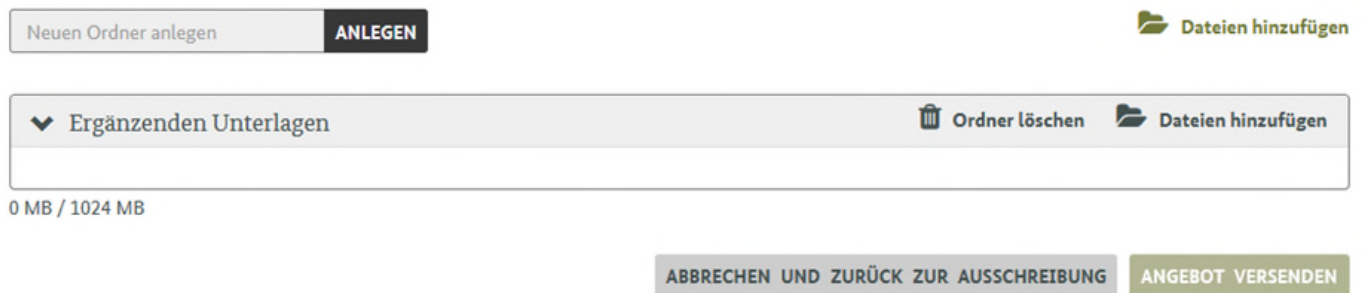 Neuen Ordner anlegen ANLEGEN Dateien hinzufügen
Ergänzenden Unterlagen Ordner löschen Dateien hinzufügen
0 MB / 1024 MB
ABBRECHEN UND ZURÜCK ZUR AUSSCHREIBUNG ANGEBOT VERSENDEN